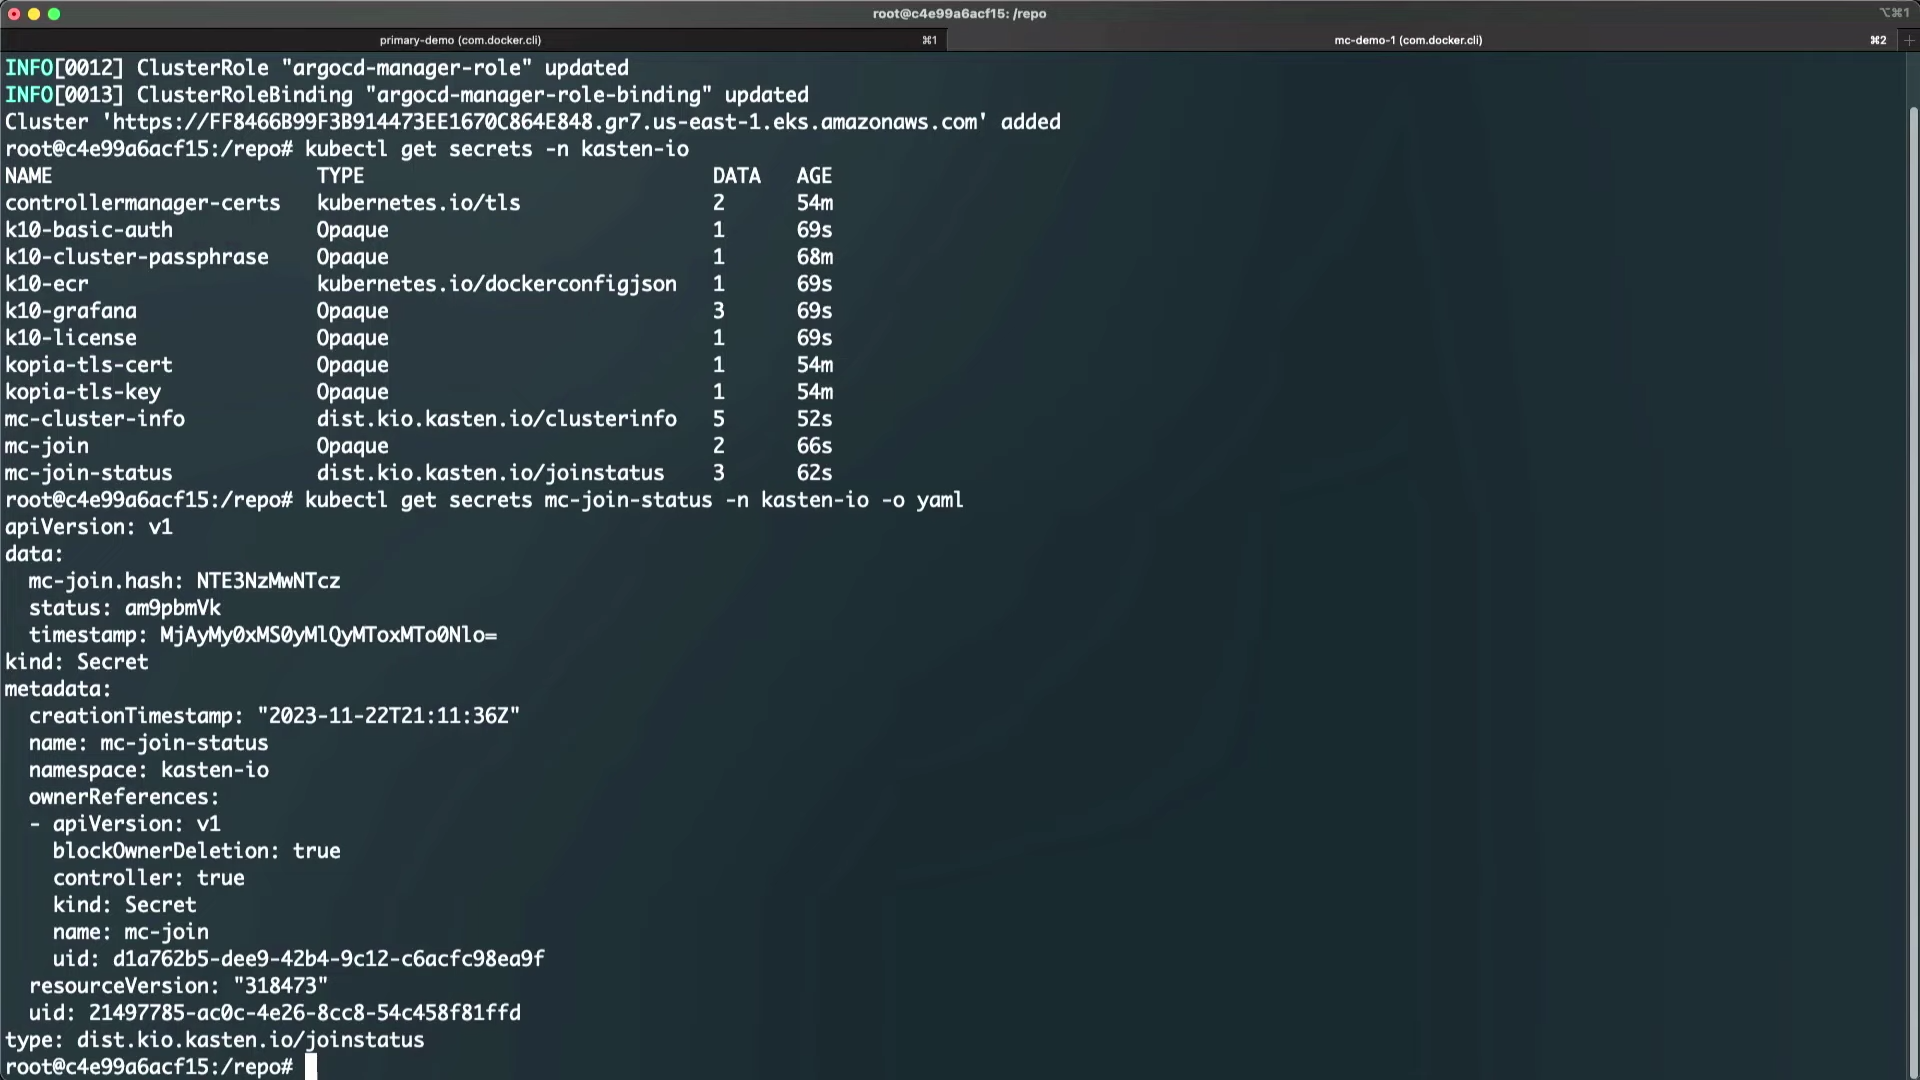 root@c4e99a6acf15: /repo
⌥⌘1
primary-demo (com.docker.cli) ⌘1
mc-demo-1 (com.docker.cli) ⌘2 +
INFO[0012] ClusterRole "argocd-manager-role" updated
INFO[0013] ClusterRoleBinding "argocd-manager-role-binding" updated
Cluster 'https://FF8466B99F3B914473EE1670C864E848.gr7.us-east-1.eks.amazonaws.com' added
root@c4e99a6acf15:/repo# kubectl get secrets -n kasten-io
NAME TYPE DATA AGE
controllermanager-certs kubernetes.io/tls 2 54m
k10-basic-auth Opaque 1 69s
k10-cluster-passphrase Opaque 1 68m
k10-ecr kubernetes.io/dockerconfigjson 1 69s
k10-grafana Opaque 3 69s
k10-license Opaque 1 69s
kopia-tls-cert Opaque 1 54m
kopia-tls-key Opaque 1 54m
mc-cluster-info dist.kio.kasten.io/clusterinfo 5 52s
mc-join Opaque 2 66s
mc-join-status dist.kio.kasten.io/joinstatus 3 62s
root@c4e99a6acf15:/repo# kubectl get secrets mc-join-status -n kasten-io -o yaml
apiVersion: v1
data:
  mc-join.hash: NTE3NzMwNTcz
  status: am9pbmVk
  timestamp: MjAyMy0xMS0yMlQyMToxMTo0Nlo=
kind: Secret
metadata:
  creationTimestamp: "2023-11-22T21:11:36Z"
  name: mc-join-status
  namespace: kasten-io
  ownerReferences:
  - apiVersion: v1
    blockOwnerDeletion: true
    controller: true
    kind: Secret
    name: mc-join
    uid: d1a762b5-dee9-42b4-9c12-c6acfc98ea9f
  resourceVersion: "318473"
  uid: 21497785-ac0c-4e26-8cc8-54c458f81ffd
type: dist.kio.kasten.io/joinstatus
root@c4e99a6acf15:/repo#